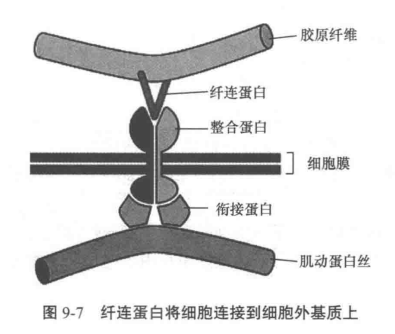 胶原纤维
纤连蛋白
整合蛋白
细胞膜
衔接蛋白
肌动蛋白丝
图 9-7 纤连蛋白将细胞连接到细胞外基质上